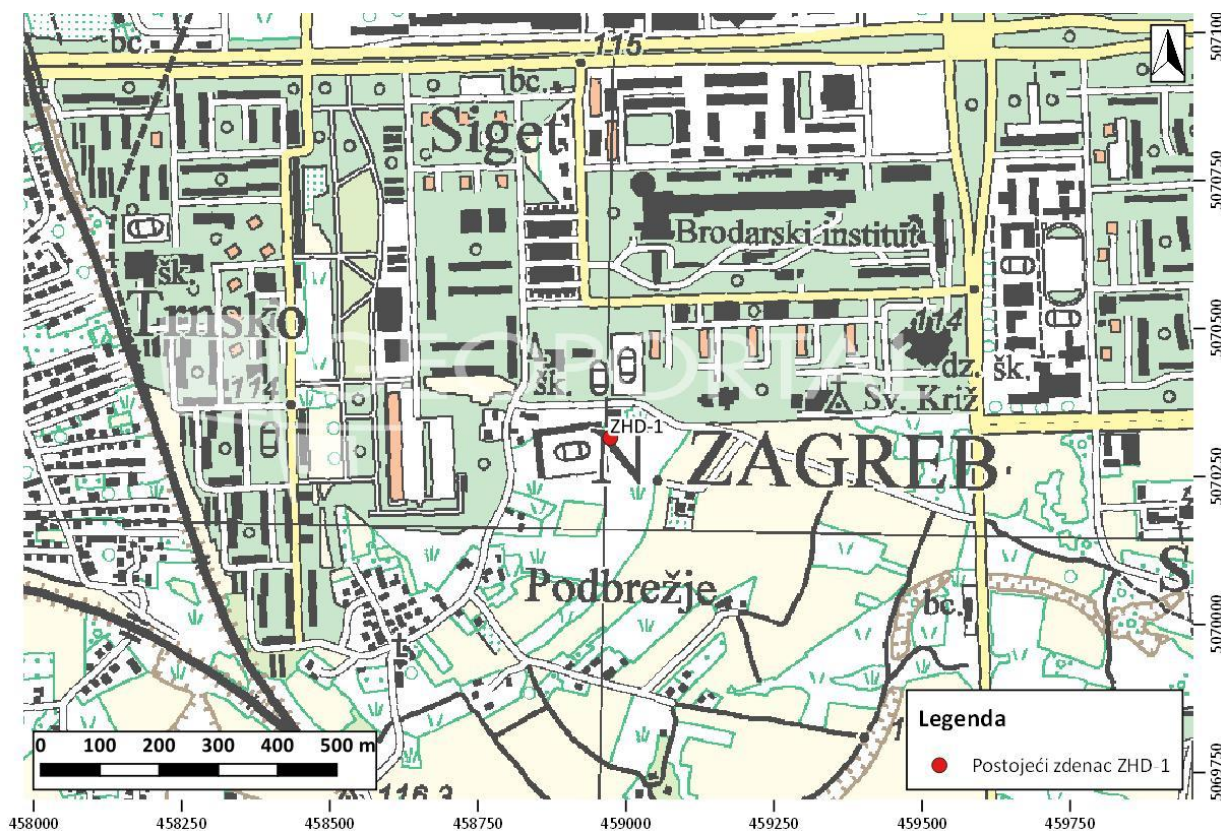 bc.
115
5071000
bc.
Siget
5070750
Brodarski institut
šk.
Trnsko
GEOPORTAL
114
5070500
šk.
dz.
šk.
114
Sv. Križ
ZHD-1
N. ZAGREB
5070250
S
Podbrežje
bc.
5070000
Legenda
Postojeći zdenac ZHD-1
0 100 200 300 400 500 m
116.3
5069750
458000 458250 458500 458750 459000 459250 459500 459750